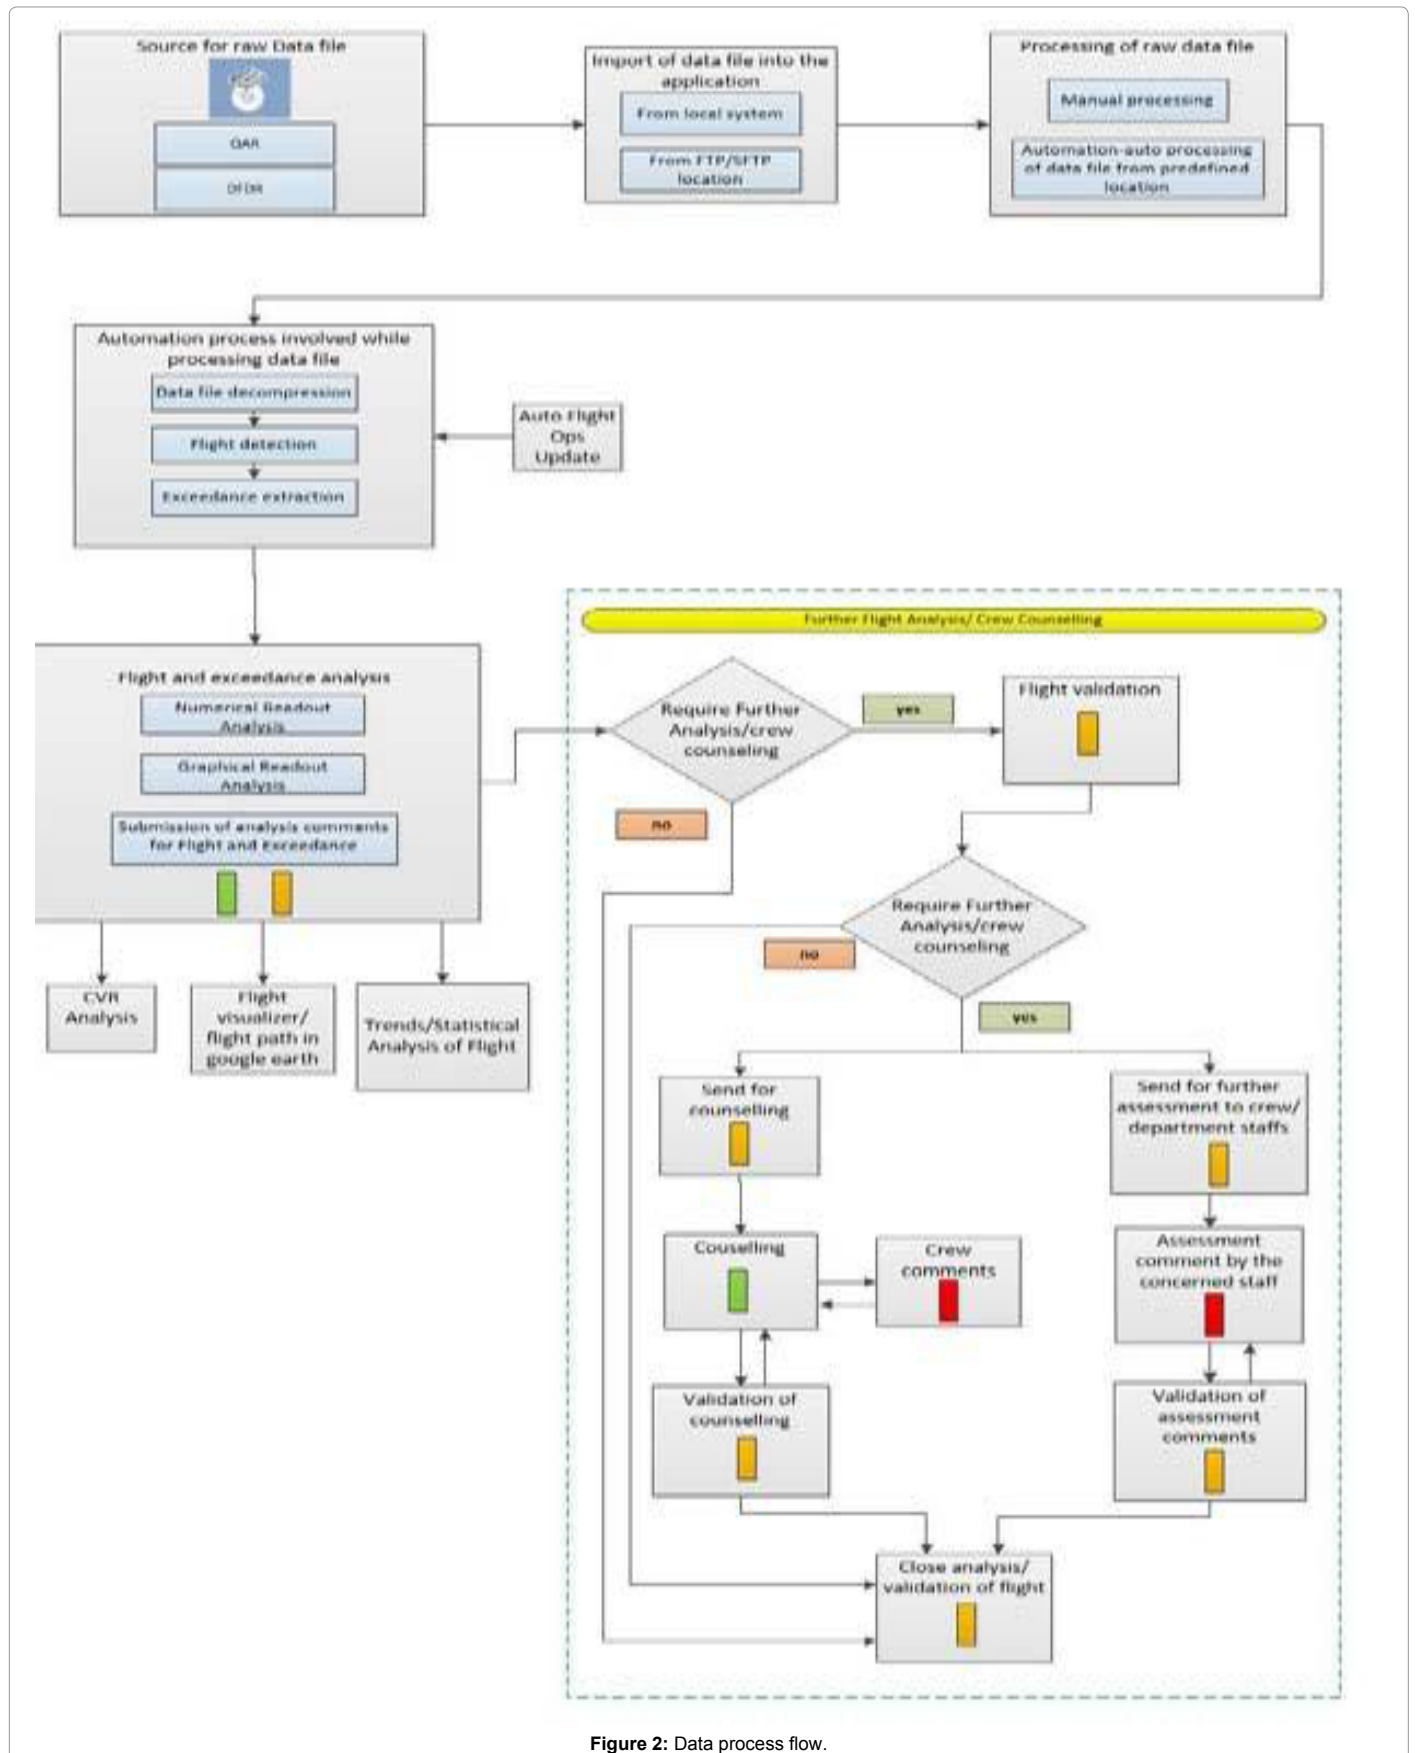 Source for raw Data file
QAR
DFDR
Import of data file into the
application
From local system
From FTP/SFTP
location
Processing of raw data file
Manual processing
Automation-auto processing
of data file from predefined
location
Automation process involved while
processing data file
Data file decompression
Flight detection
Exceedance extraction
Auto Flight
Ops
Update
Flight and exceedance analysis
Numerical Readout
Analysis
Graphical Readout
Analysis
Submission of analysis comments
for Flight and Exceedance
CVR
Analysis
Flight
visualizer/
flight path in
google earth
Trends/Statistical
Analysis of Flight
Further Flight Analysis/ Crew Counselling
Require Further
Analysis/crew
counseling
yes
no
Flight validation
Require Further
Analysis/crew
counseling
no
yes
Send for
counselling
Send for further
assessment to crew/
department staffs
Couselling
Crew
comments
Assessment
comment by the
concerned staff
Validation of
counselling
Validation of
assessment
comments
Close analysis/
validation of flight
Figure 2: Data process flow.